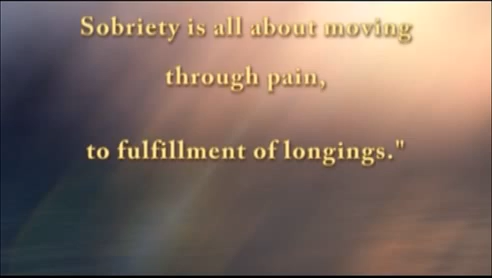 Sobriety is all about moving
through pain,
to fulfillment of longings."